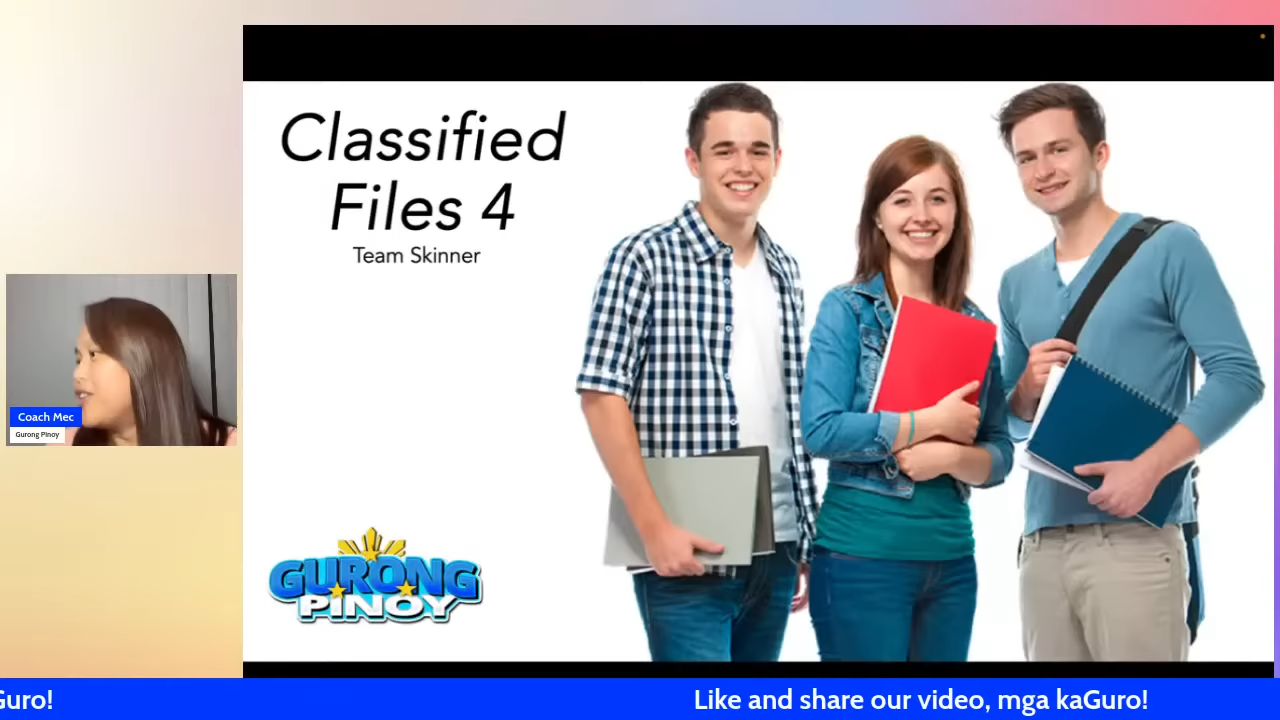 Classified
Files 4
Team Skinner
Coach Mec
Gurong Pinoy
GURONG
PINOY
Guro!
Like and share our video, mga kaGuro!